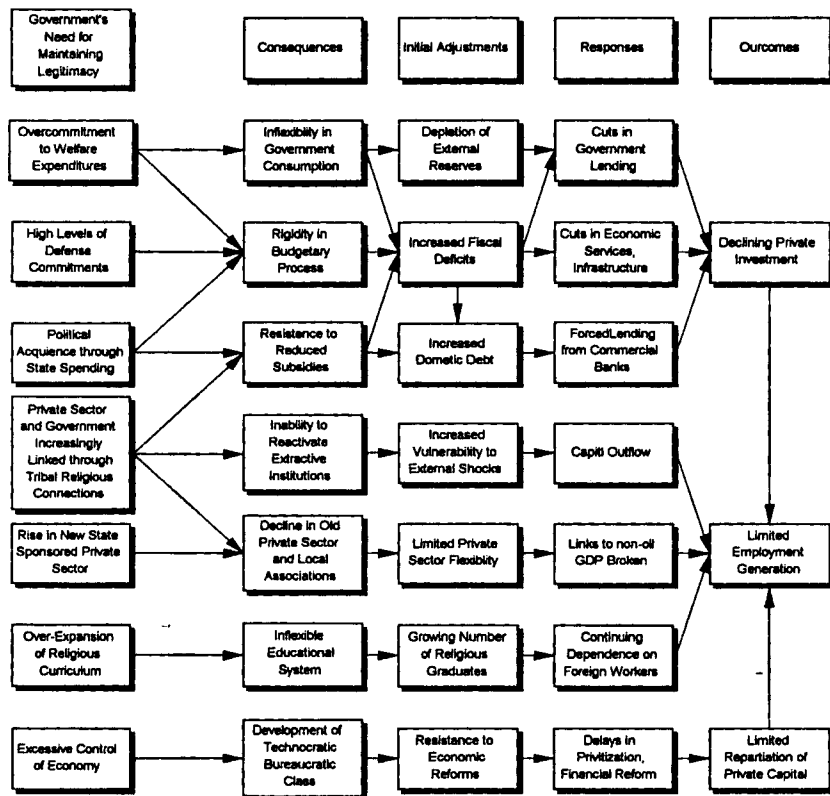 Government's
Need for
Maintaining
Legitimacy
Consequences
Initial Adjustments
Responses
Ourcomes
Overcommitment
to Welfare
Expenditures
Inflexibility in
Government
Consumption
Depletion of
External
Reserves
Cuts in
Government
Lending
High Levels of
Defense
Commitments
Rigidity in
Budgetary
Process
Increased Fiscal
Deficits
Cuts in Economic
Services,
Infrastructure
Declining Private
Investment
Political
Acquience through
State Spending
Resistence to
Reduced
Subsidies
Increased
Dometic Debt
ForcedLending
from Commercial
Banks
Private Sector
and Government
Increasingly
Linked through
Tribal Religious
Connections
Inability to
Reactivate
Extractive
Institutions
Increased
Vulnerability to
External Shocks
Capitl Outflow
Rise in New State
Sponsored Private
Sector
Decline in Old
Private Sector
and Local
Associations
Limited Private
Sector Flexiblity
Links to non-oil
GDP Broken
Limited
Employment
Generation
Over-Expansion
of Religious
Curriculum
Inflexible
Educational
System
Growing Number
of Religious
Graduates
Continuing
Dependence on
Foreign Workers
Excessive Control
of Economy
Development of
Technocratic
Bureaucratic
Class
Resistence to
Economic
Reforms
Delays in
Privitization,
Financial Reform
Limited
Repartiation of
Private Capital